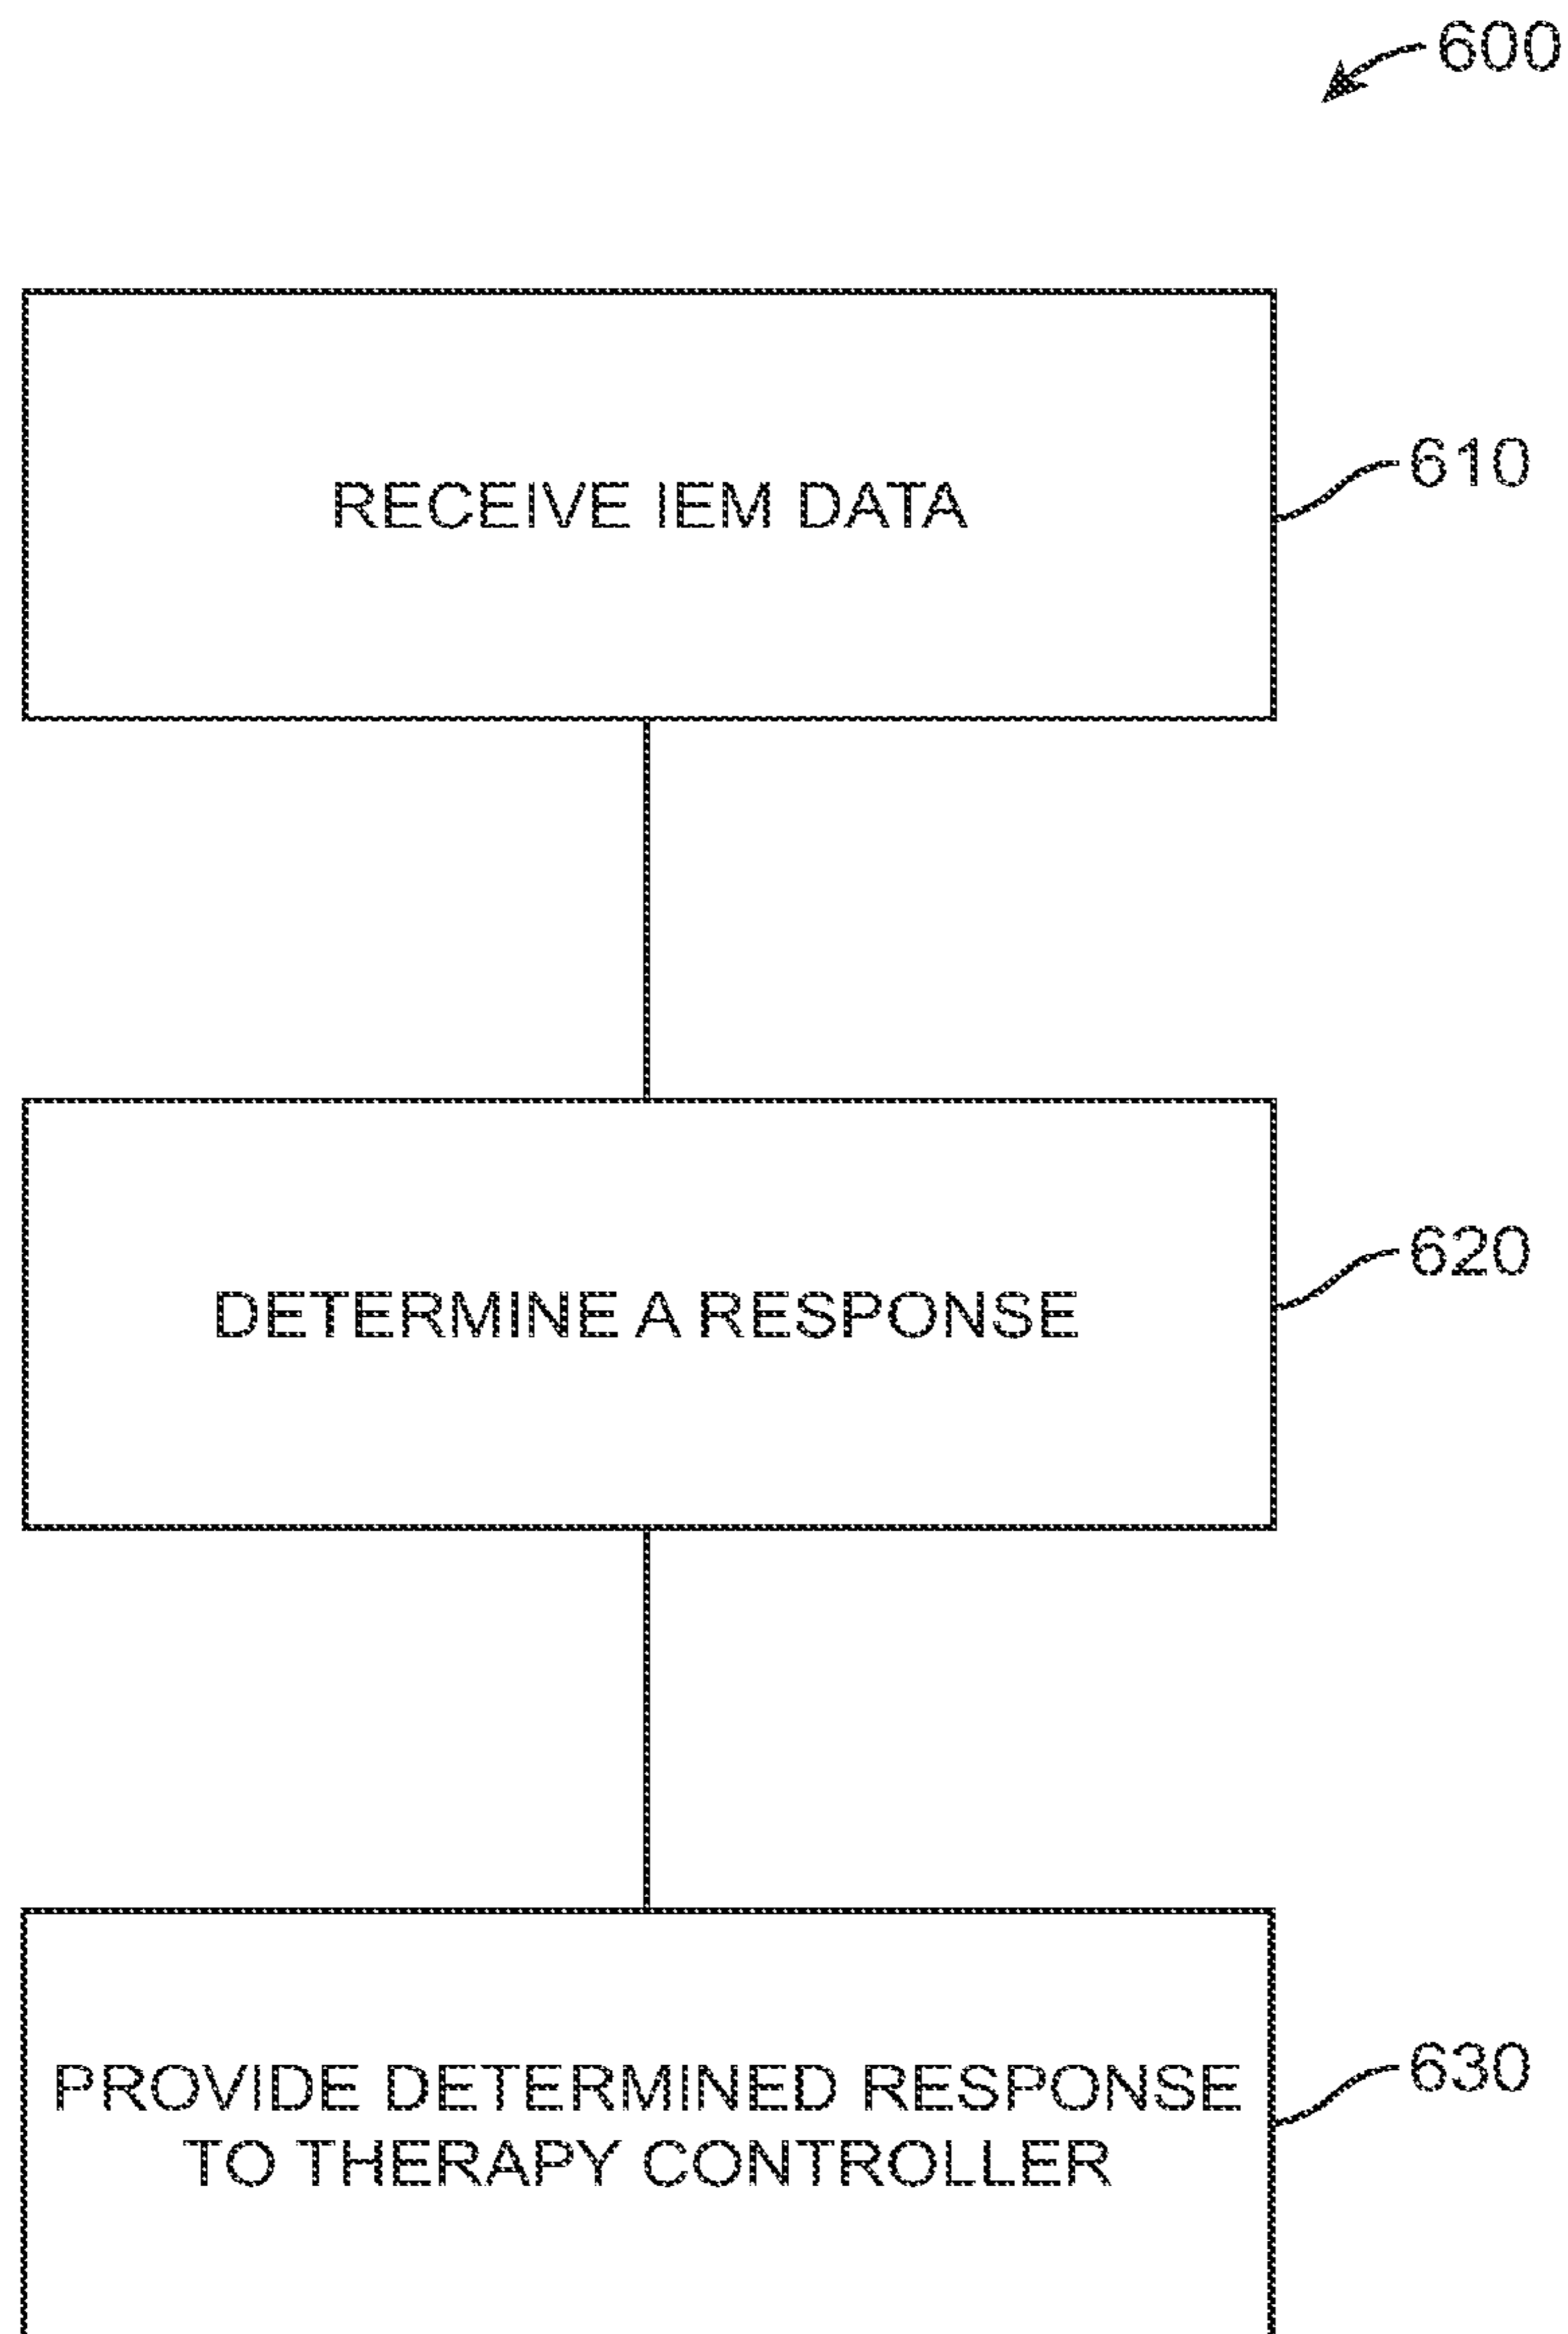 600
RECEIVE IEM DATA
610
DETERMINE A RESPONSE
620
PROVIDE DETERMINED RESPONSE
TO THERAPY CONTROLLER
630